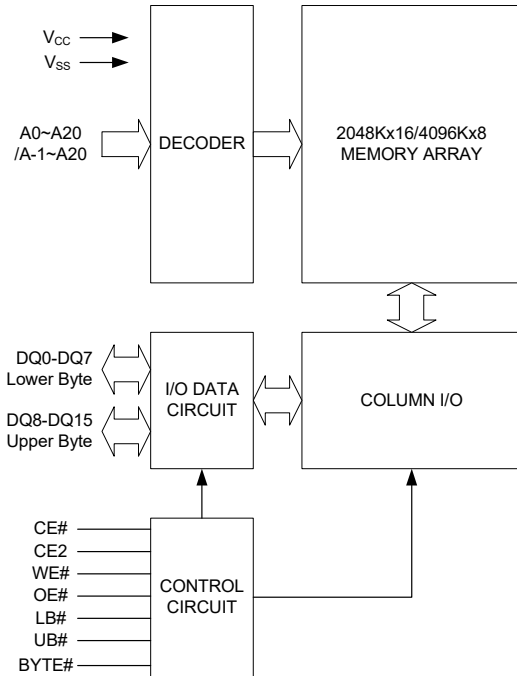 VCC
VSS
A0~A20
/A-1~A20
DECODER
2048Kx16/4096Kx8
MEMORY ARRAY
DQ0-DQ7
Lower Byte
DQ8-DQ15
Upper Byte
I/O DATA
CIRCUIT
COLUMN I/O
CE#
CE2
WE#
OE#
LB#
UB#
BYTE#
CONTROL
CIRCUIT